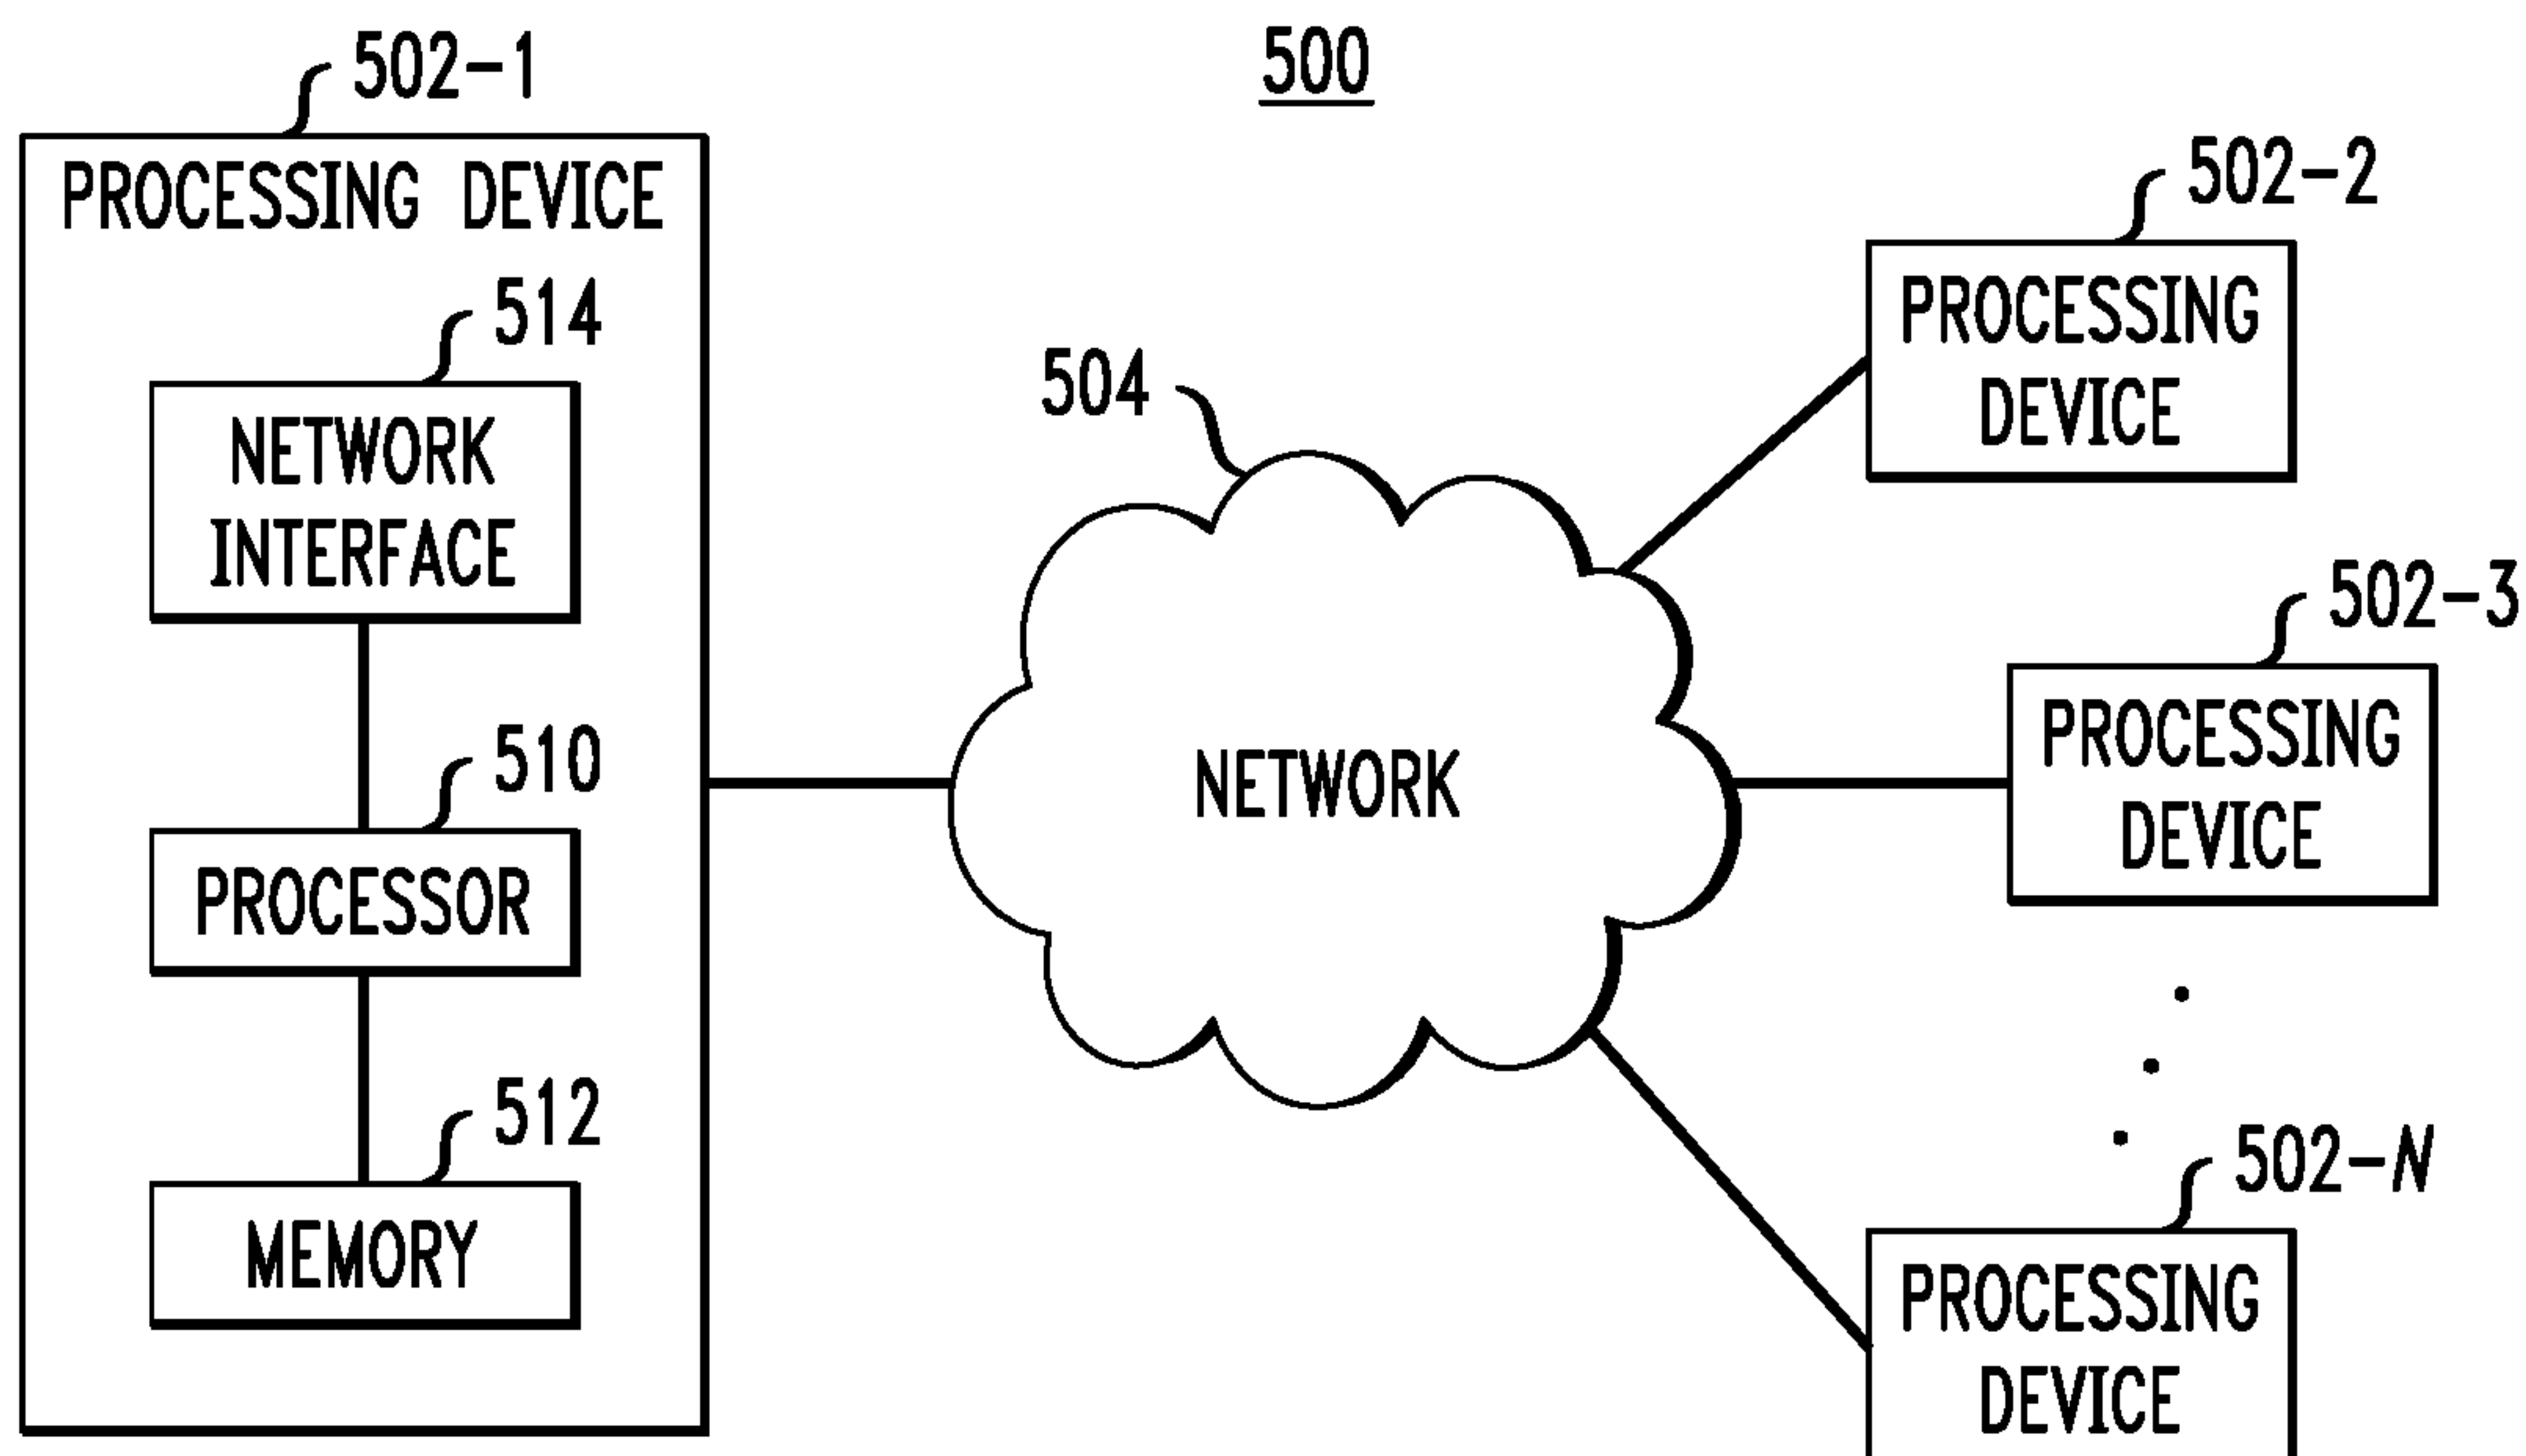 500
502-1
PROCESSING DEVICE
514
NETWORK
INTERFACE
510
PROCESSOR
512
MEMORY
504
NETWORK
502-2
PROCESSING
DEVICE
502-3
PROCESSING
DEVICE
502-N
PROCESSING
DEVICE